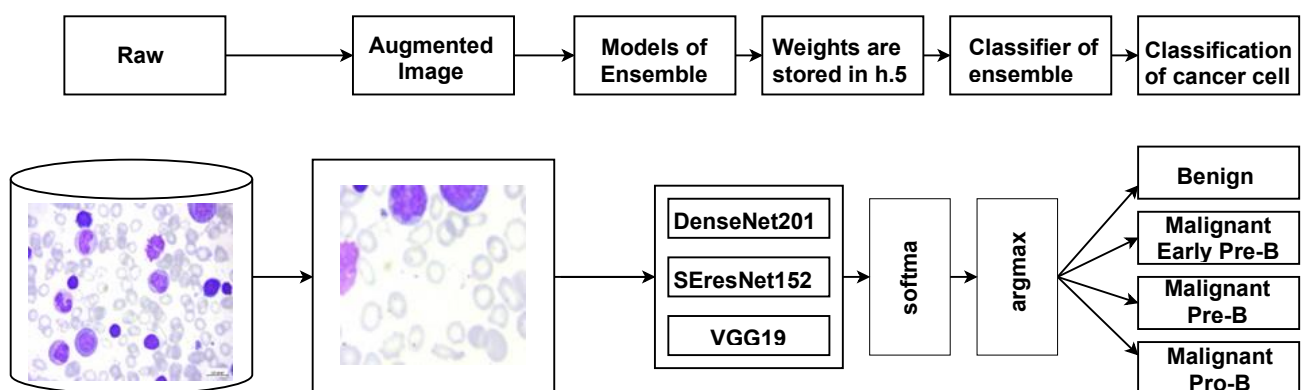 Raw
Augmented
Image
Models of
Ensemble
Weights are
stored in h.5
Classifier of
ensemble
Classification
of cancer cell
DenseNet201
SEresNet152
VGG19
softma
argmax
Benign
Malignant
Early Pre-B
Malignant
Pre-B
Malignant
Pro-B